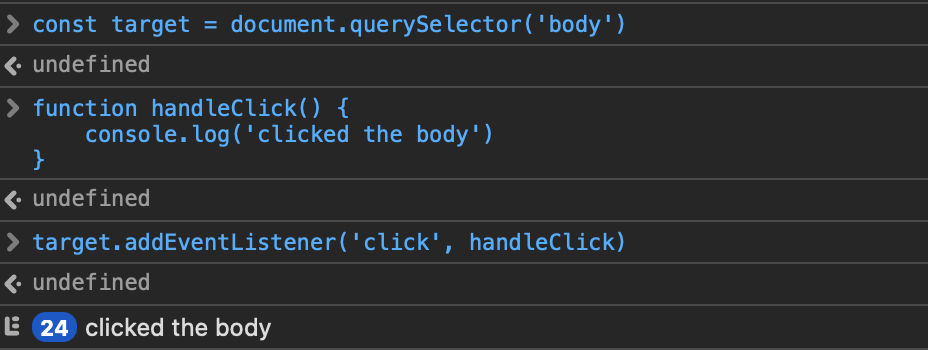 const target = document.querySelector('body')
undefined
function handleClick() {
    console.log('clicked the body')
}
undefined
target.addEventListener('click', handleClick)
undefined
24 clicked the body